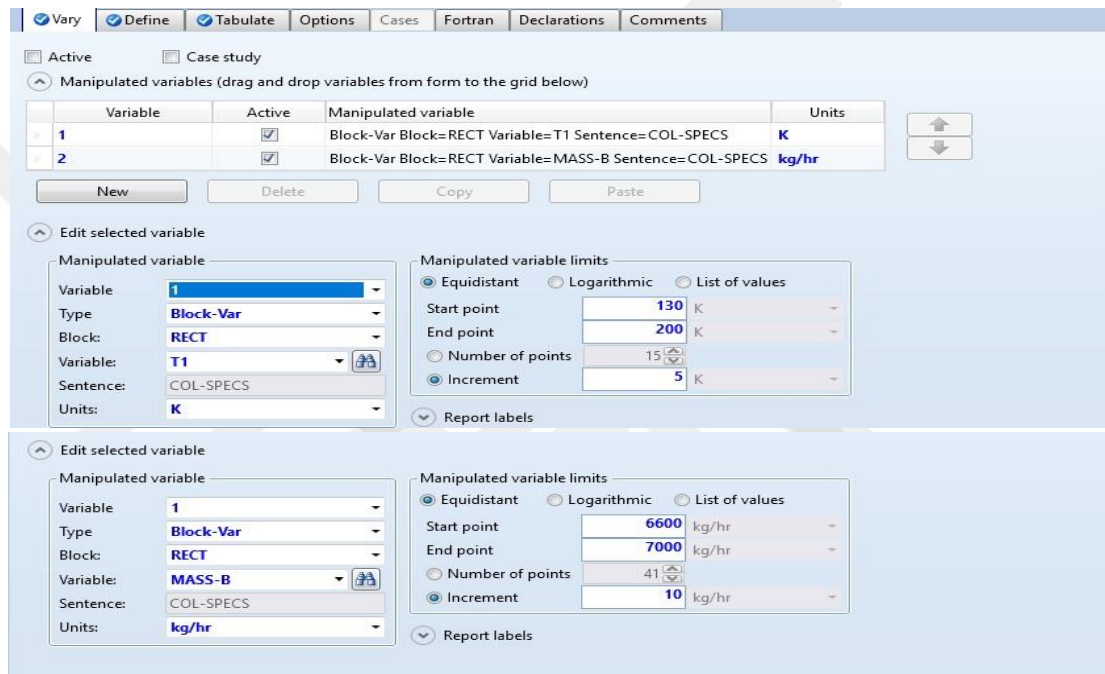 Vary Define Tabulate Options Cases Fortran Declarations Comments
Active Case study
Manipulated variables (drag and drop variables from form to the grid below)
Variable Active Manipulated variable Units
1 Block-Var Block=RECT Variable=T1 Sentence=COL-SPECS K
2 Block-Var Block=RECT Variable=MASS-B Sentence=COL-SPECS kg/hr
New Delete Copy Paste
Edit selected variable
Manipulated variable Manipulated variable limits
Variable 1 Equidistant Logarithmic List of values
Type Block-Var Start point 130 K
Block: RECT End point 200 K
Variable: T1 Number of points 15
Sentence: COL-SPECS Increment 5 K
Units: K Report labels
Edit selected variable
Manipulated variable Manipulated variable limits
Variable 1 Equidistant Logarithmic List of values
Type Block-Var Start point 6600 kg/hr
Block: RECT End point 7000 kg/hr
Variable: MASS-B Number of points 41
Sentence: COL-SPECS Increment 10 kg/hr
Units: kg/hr Report labels